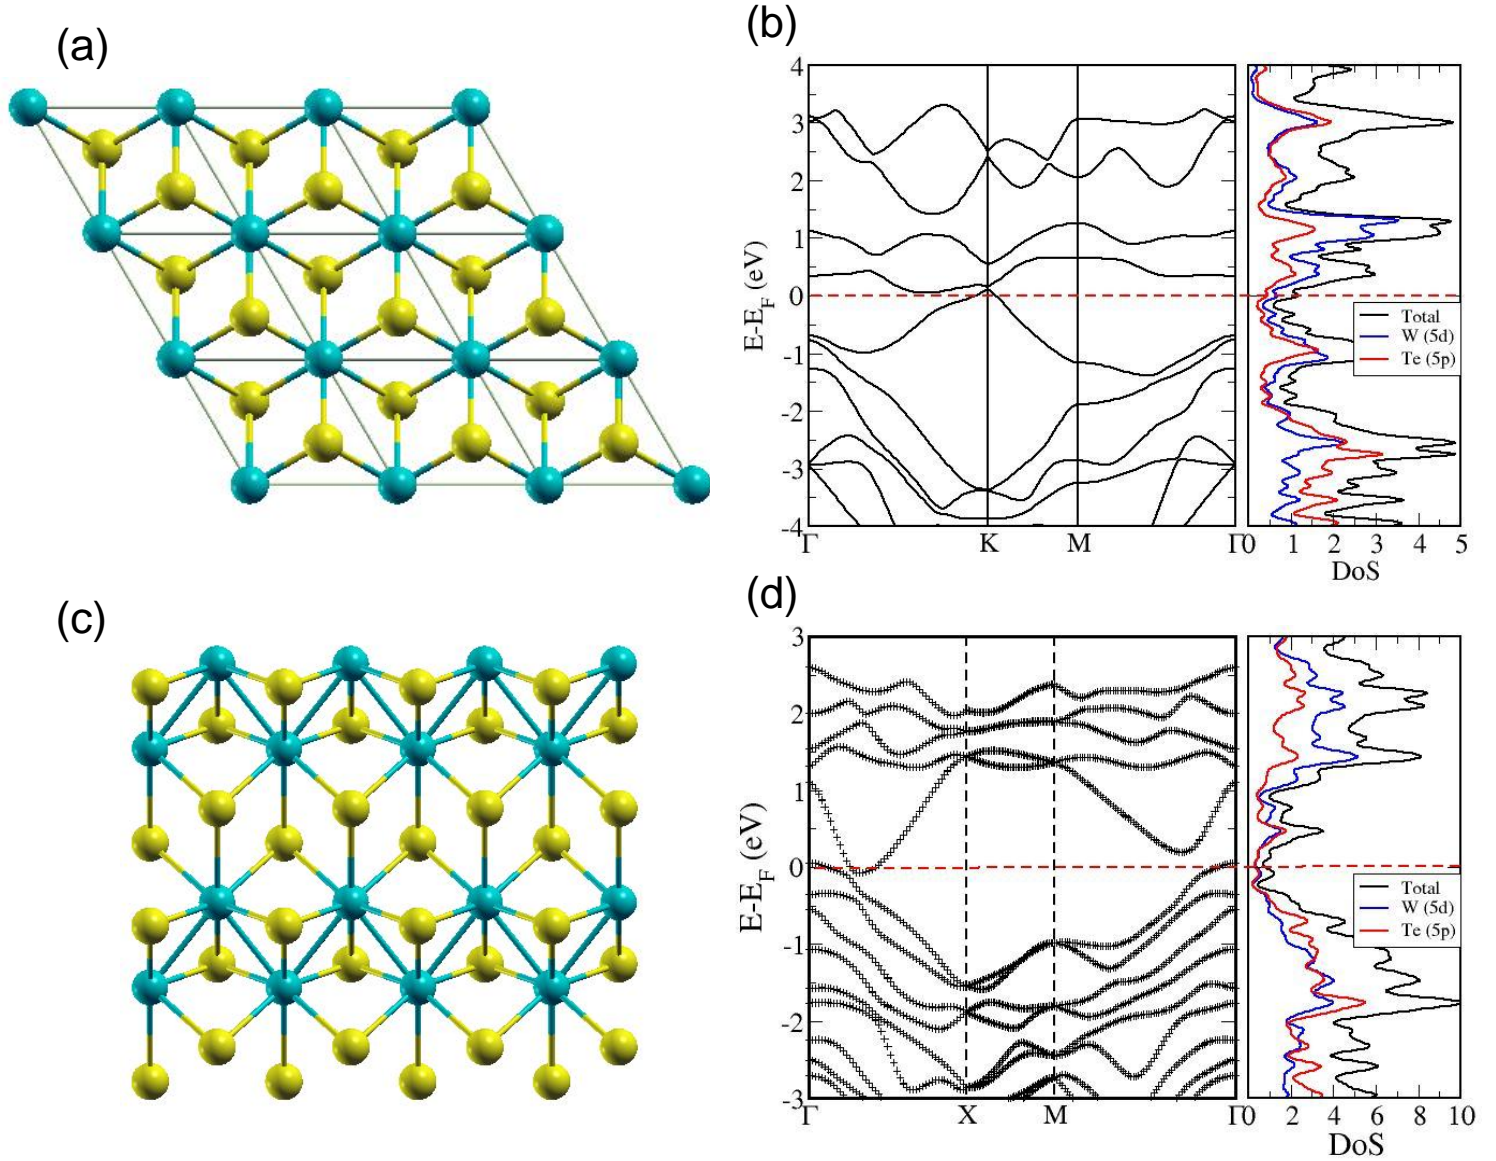 (a)
(b)
4
3
2
1
0
-1
-2
-3
-4
E-E_F (eV)
Γ K M Γ
0 1 2 3 4 5
DoS
Total
W (5d)
Te (5p)
(c)
(d)
3
2
1
0
-1
-2
-3
E-E_F (eV)
Γ X M Γ
0 2 4 6 8 10
DoS
Total
W (5d)
Te (5p)